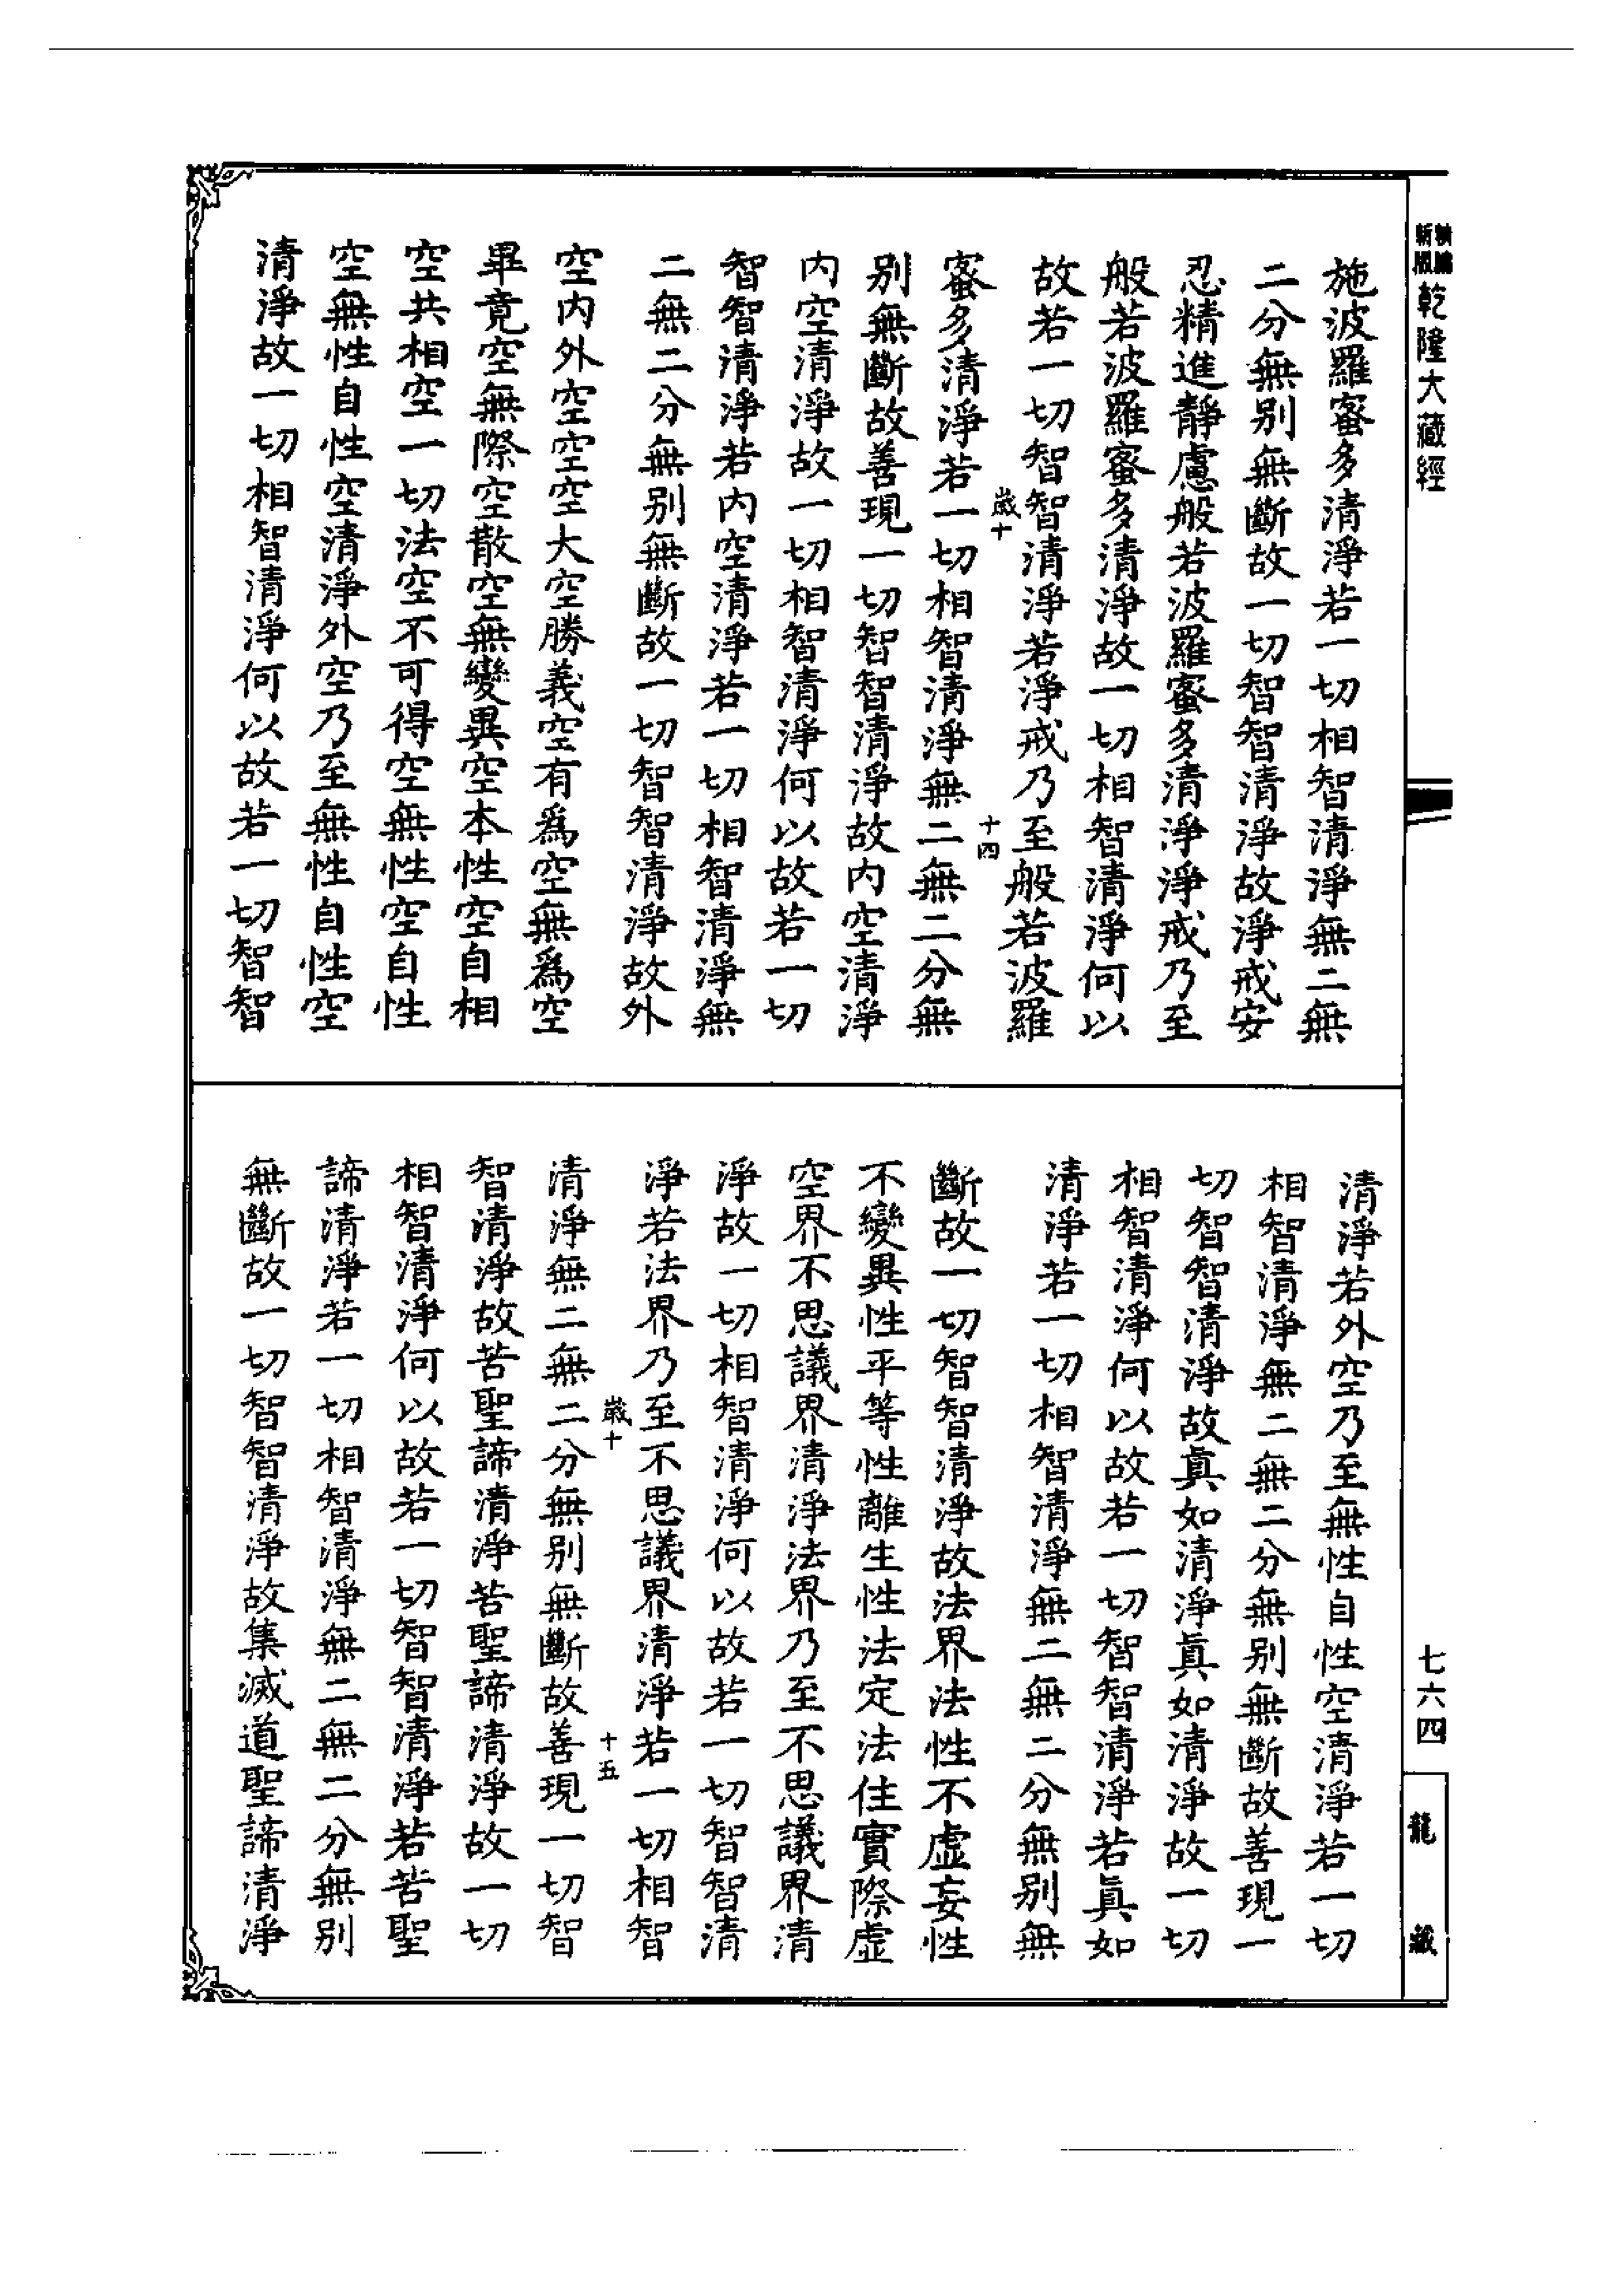 乾隆大藏經
施波羅蜜多清淨若一切相智清淨無二無
二分無别無斷故一切智智清淨故淨戒安
忍精進靜慮般若波羅蜜多清淨淨戒乃至
般若波羅蜜多清淨故一切相智清淨何以
故若一切智智清淨若淨戒乃至般若波羅
歲十
十四
蜜多清淨若一切相智清淨無二無二分無
别無斷故善現一切智智清淨故内空清淨
内空清淨故一切相智清淨何以故若一切
智智清淨若内空清淨若一切相智清淨無
二無二分無别無斷故一切智智清淨故外
空内外空空空大空勝義空有爲空無爲空
畢竟空無際空散空無變異空本性空自相
空共相空一切法空不可得空無性空自性
空無性自性空清淨外空乃至無性自性空
清淨故一切相智清淨何以故若一切智智
清淨若外空乃至無性自性空清淨若一切
相智清淨無二無二分無别無斷故善現一
切智智清淨故眞如清淨眞如清淨故一切
相智清淨何以故若一切智智清淨若眞如
清淨若一切相智清淨無二無二分無别無
斷故一切智智清淨故法界法性不虛妄性
不變異性平等性離生性法定法住實際虛
空界不思議界清淨法界乃至不思議界清
淨故一切相智清淨何以故若一切智智清
淨若法界乃至不思議界清淨若一切相智
歲十
十五
清淨無二無二分無别無斷故善現一切智
智清淨故苦聖諦清淨苦聖諦清淨故一切
相智清淨何以故若一切智智清淨若苦聖
諦清淨若一切相智清淨無二無二分無别
無斷故一切智智清淨故集滅道聖諦清淨
七六四
龍藏